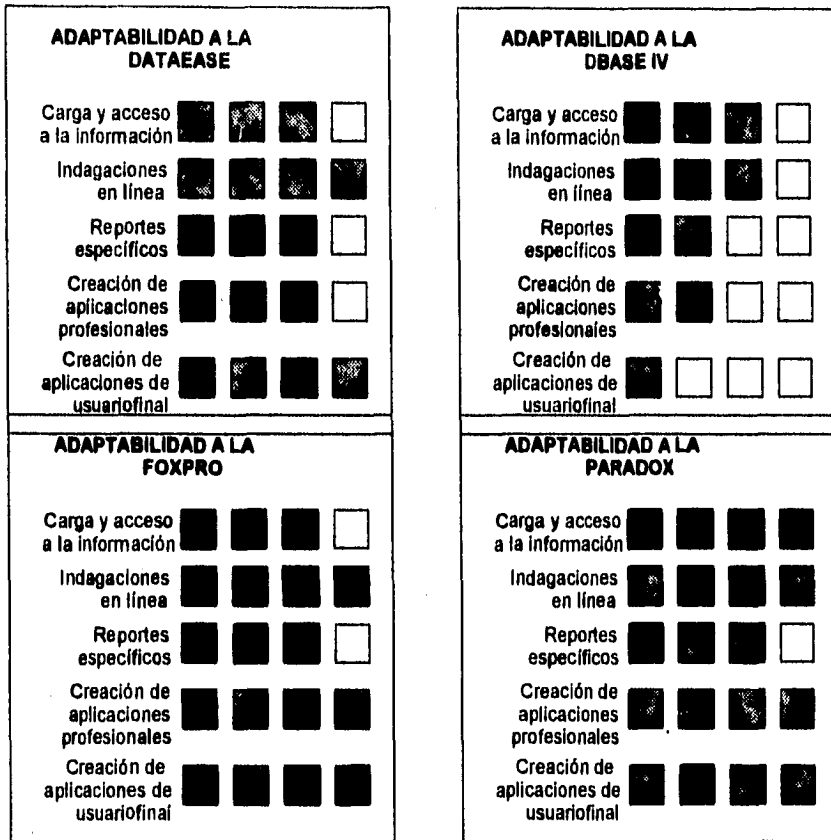 ADAPTABILIDAD A LA
DATAEASE
Carga y acceso
a la información
Indagaciones
en línea
Reportes
específicos
Creación de
aplicaciones
profesionales
Creación de
aplicaciones de
usuariofinal
ADAPTABILIDAD A LA
DBASE IV
Carga y acceso
a la información
Indagaciones
en línea
Reportes
específicos
Creación de
aplicaciones
profesionales
Creación de
aplicaciones de
usuariofinal
ADAPTABILIDAD A LA
FOXPRO
Carga y acceso
a la información
Indagaciones
en línea
Reportes
específicos
Creación de
aplicaciones
profesionales
Creación de
aplicaciones de
usuariofinal
ADAPTABILIDAD A LA
PARADOX
Carga y acceso
a la información
Indagaciones
en línea
Reportes
específicos
Creación de
aplicaciones
profesionales
Creación de
aplicaciones de
usuariofinal